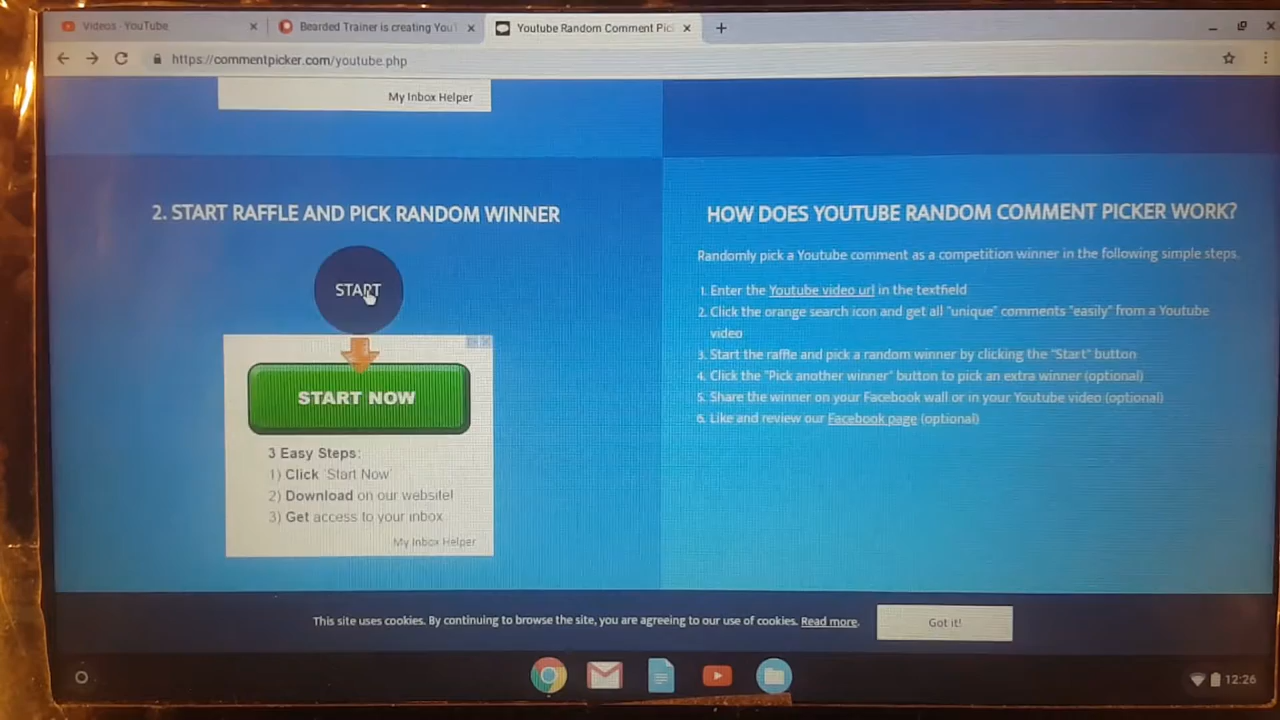 Videos - YouTube
Bearded Trainer is creating YouT
Youtube Random Comment Pic
https://commentpicker.com/youtube.php
My Inbox Helper
2. START RAFFLE AND PICK RANDOM WINNER
START
START NOW
3 Easy Steps:
1) Click 'Start Now'
2) Download on our website!
3) Get access to your inbox
My Inbox Helper
HOW DOES YOUTUBE RANDOM COMMENT PICKER WORK?
Randomly pick a Youtube comment as a competition winner in the following simple steps.
1. Enter the Youtube video url in the textfield
2. Click the orange search icon and get all "unique" comments "easily" from a Youtube
video
3. Start the raffle and pick a random winner by clicking the "Start" button
4. Click the "Pick another winner" button to pick an extra winner (optional)
5. Share the winner on your Facebook wall or in your Youtube video (optional)
6. Like and review our Facebook page (optional)
This site uses cookies. By continuing to browse the site, you are agreeing to our use of cookies. Read more.
Got it!
12:26